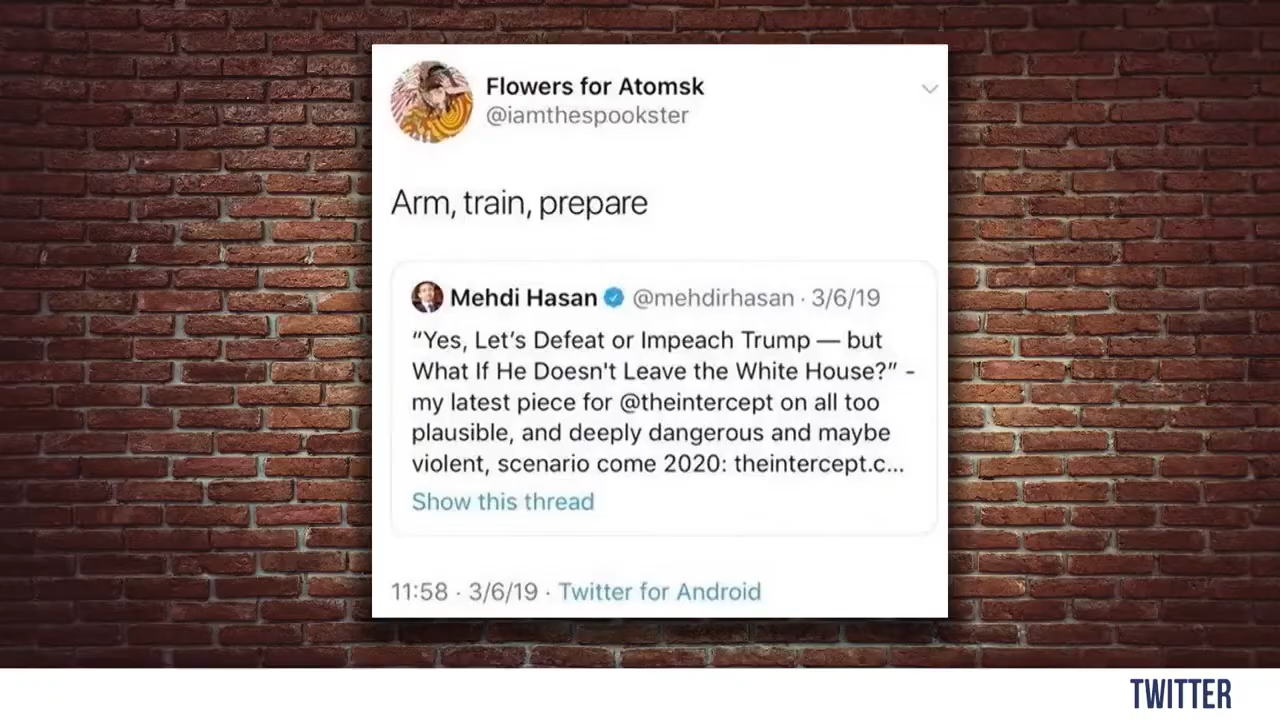 Flowers for Atomsk
@iamthespookster
Arm, train, prepare
Mehdi Hasan @mehdirhasan · 3/6/19
“Yes, Let’s Defeat or Impeach Trump — but
What If He Doesn't Leave the White House?” -
my latest piece for @theintercept on all too
plausible, and deeply dangerous and maybe
violent, scenario come 2020: theintercept.c...
Show this thread
11:58 · 3/6/19 · Twitter for Android
TWITTER